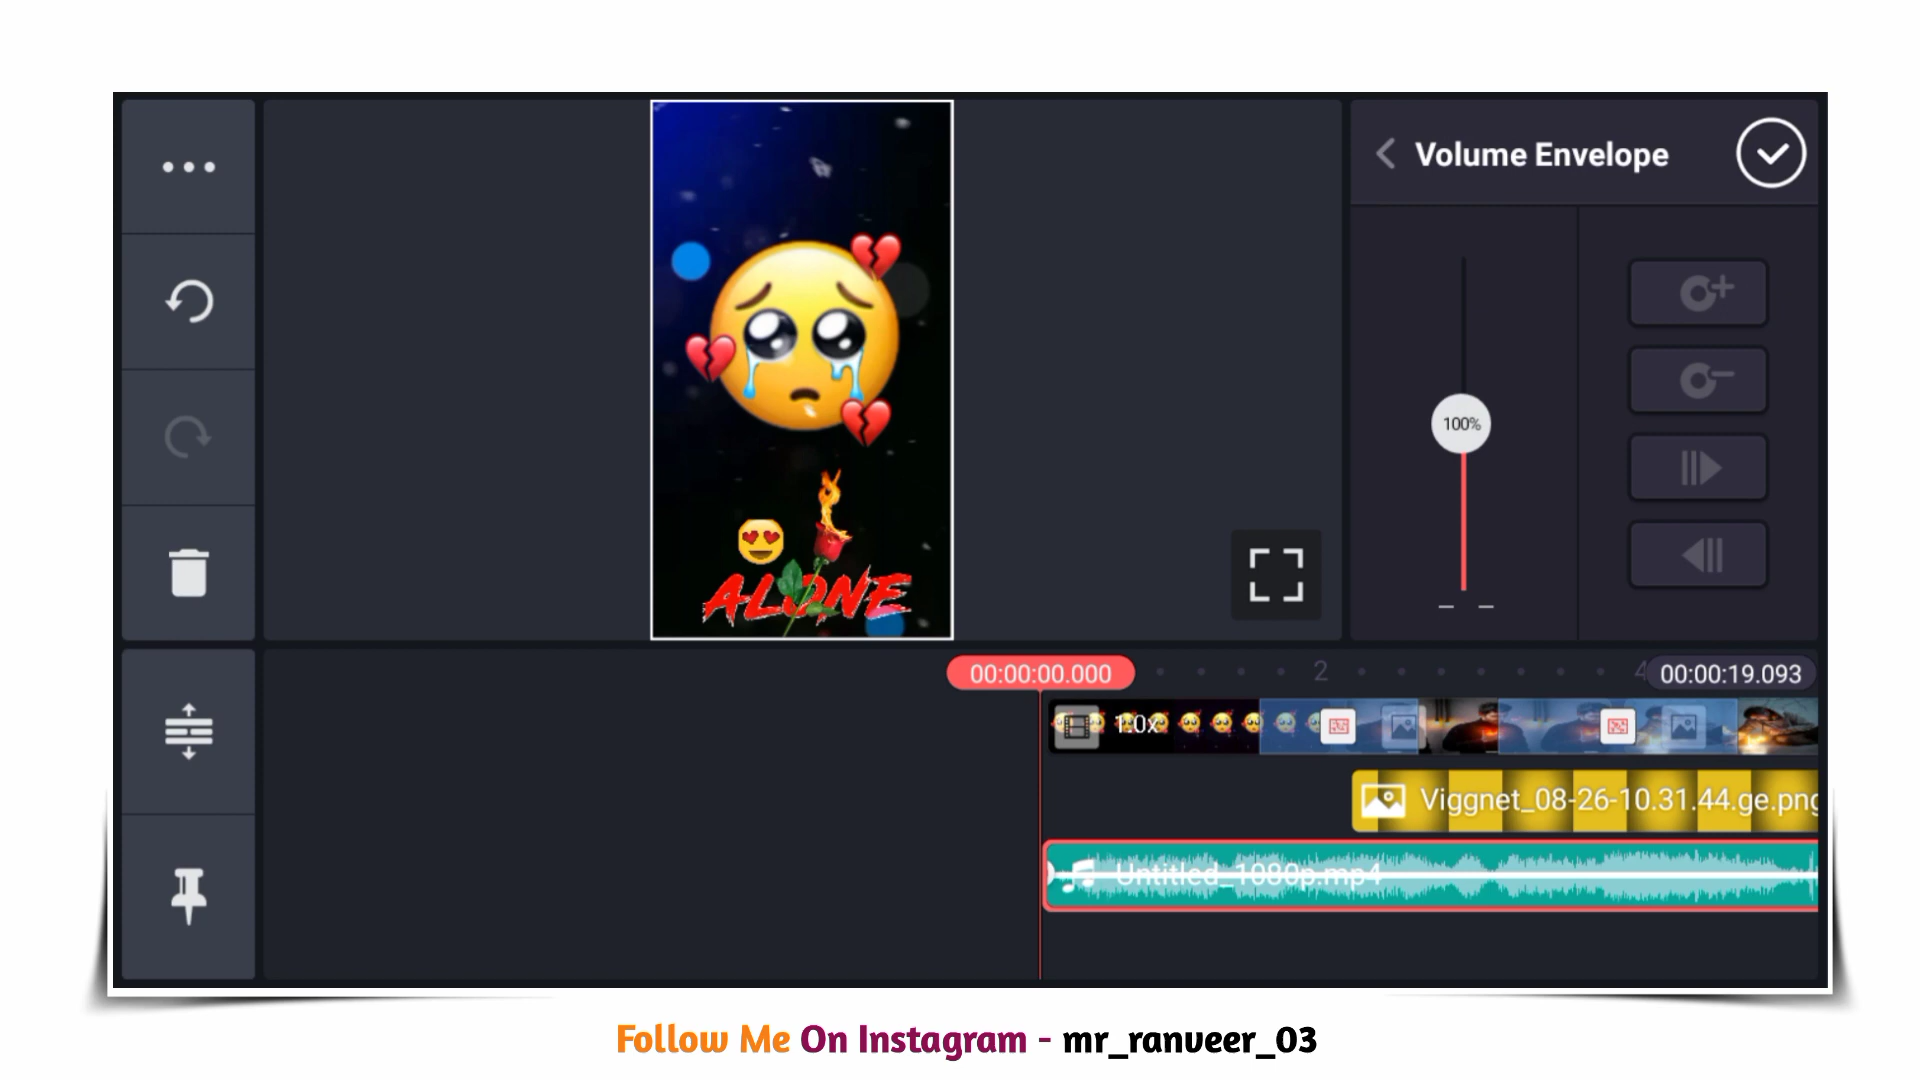 Volume Envelope
100%
ALONE
00:00:00.000
2
4
00:00:19.093
1.0x
Viggnet_08-26-10.31.44.ge.png
Untitled_1080p.mp4
Follow Me On Instagram - mr_ranveer_03